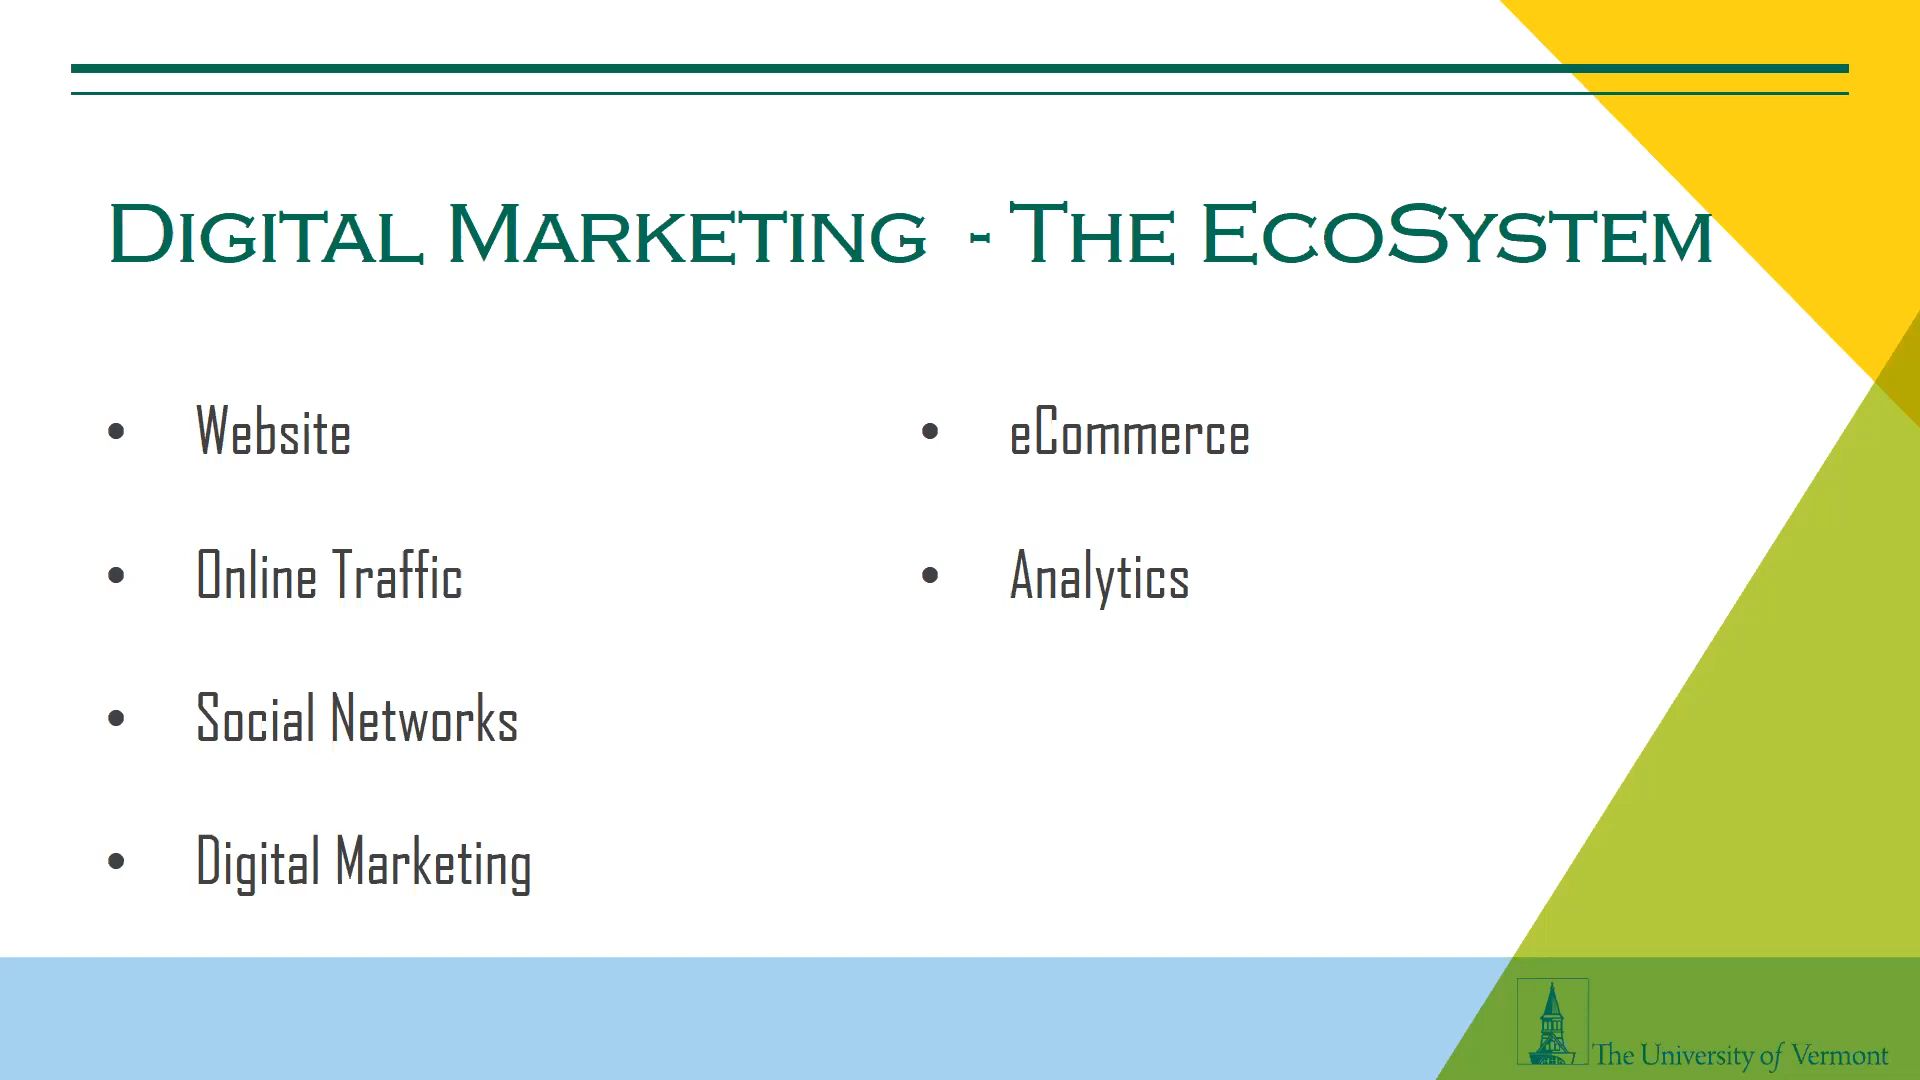 Digital Marketing - The EcoSystem
• Website
• Online Traffic
• Social Networks
• Digital Marketing
• eCommerce
• Analytics
The University of Vermont